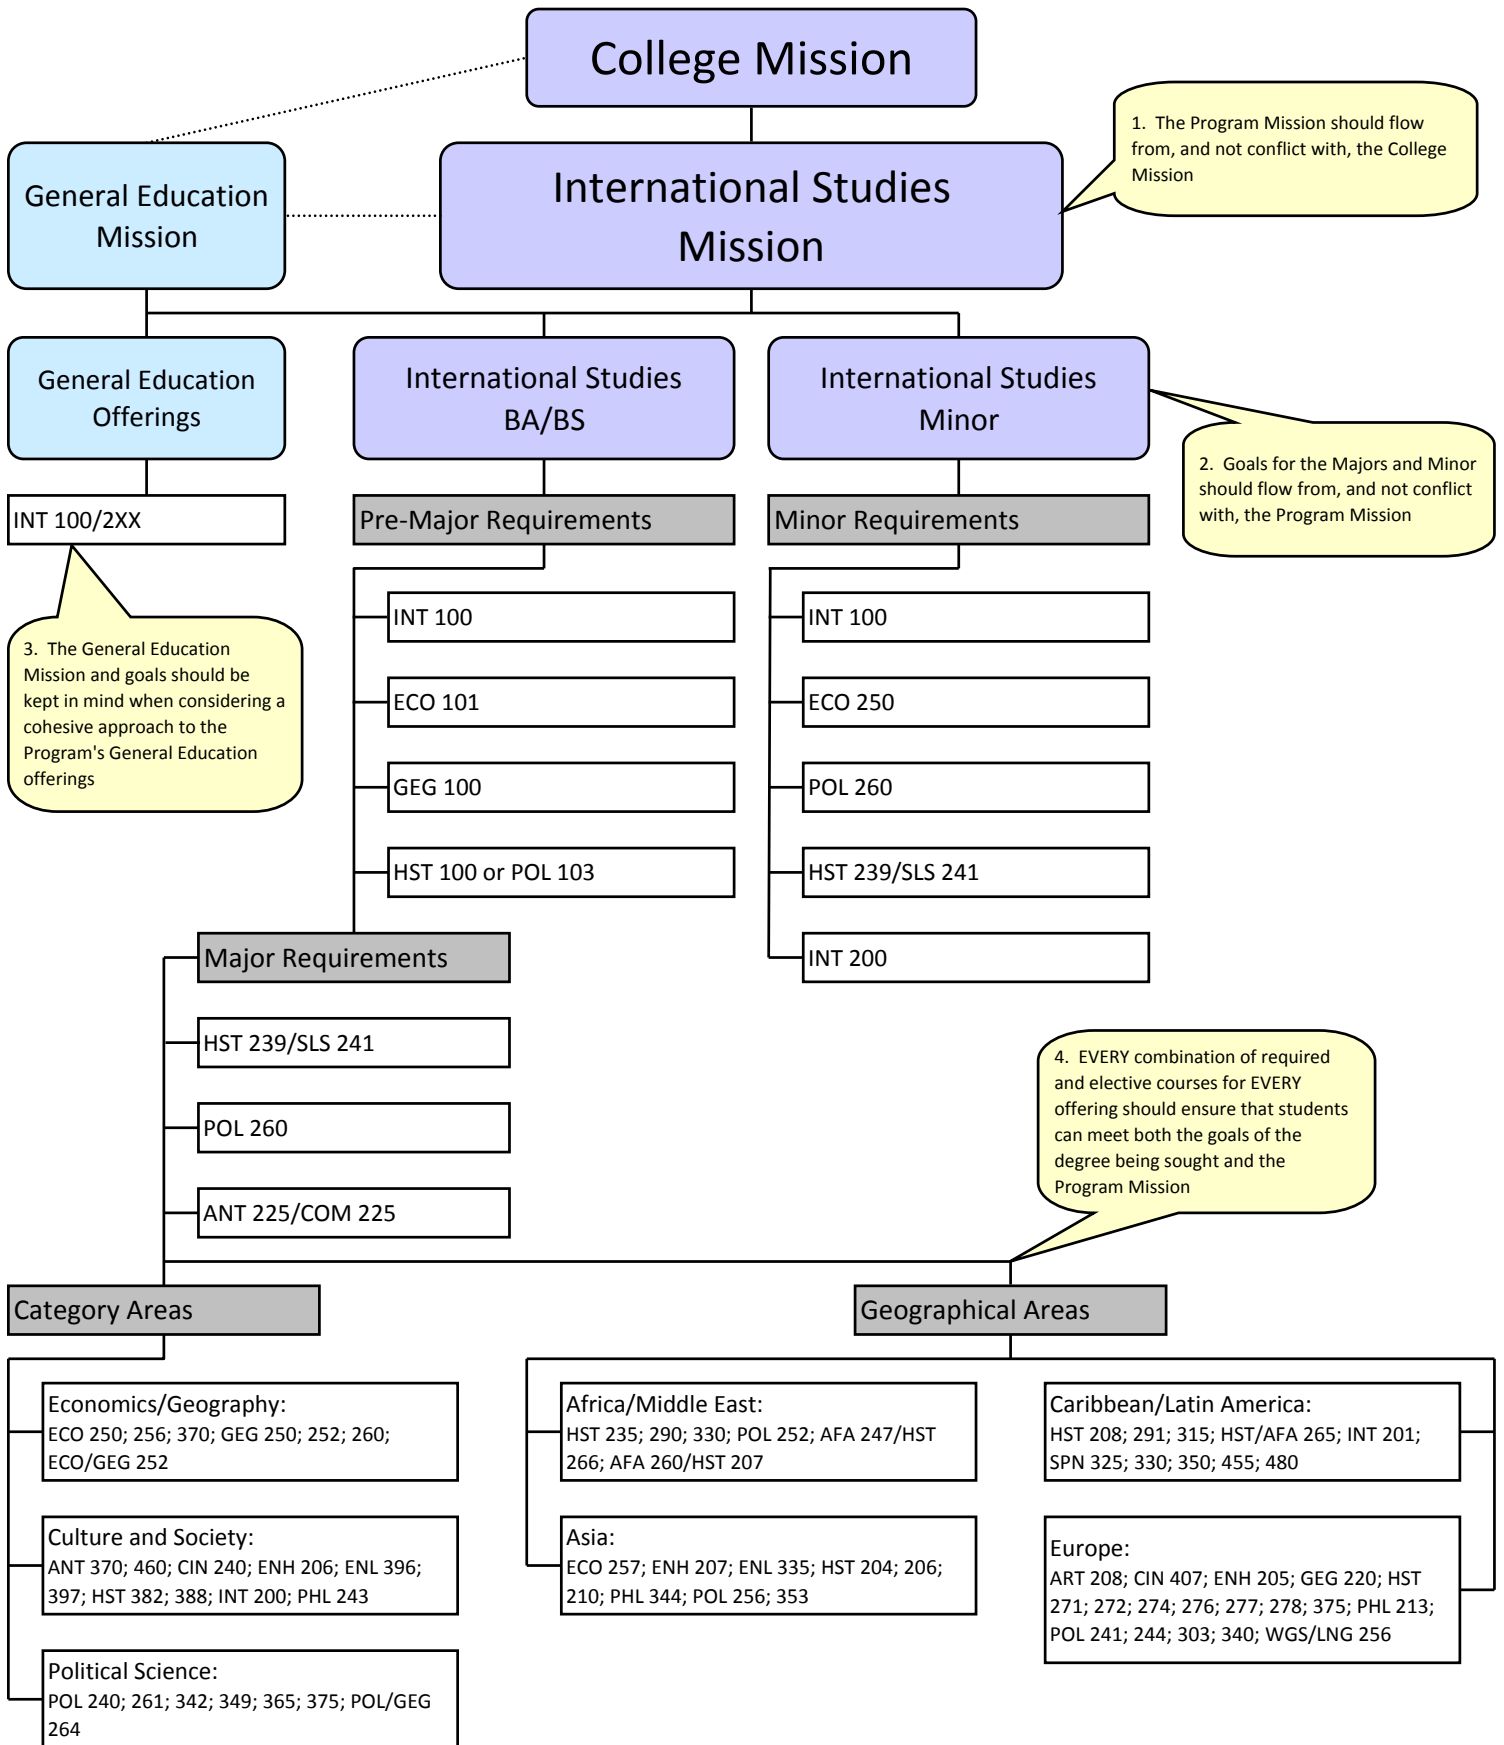 College Mission
1.  The Program Mission should flow
from, and not conflict with, the College
Mission
General Education
Mission
International Studies
Mission
General Education
Offerings
International Studies
BA/BS
International Studies
Minor
2.  Goals for the Majors and Minor
should flow from, and not conflict
with, the Program Mission
INT 100/2XX
Pre-Major Requirements
Minor Requirements
3.  The General Education
Mission and goals should be
kept in mind when considering a
cohesive approach to the
Program's General Education
offerings
INT 100
ECO 101
GEG 100
HST 100 or POL 103
INT 100
ECO 250
POL 260
HST 239/SLS 241
INT 200
Major Requirements
HST 239/SLS 241
POL 260
ANT 225/COM 225
4.  EVERY combination of required
and elective courses for EVERY
offering should ensure that students
can meet both the goals of the
degree being sought and the
Program Mission
Category Areas
Geographical Areas
Economics/Geography:
ECO 250; 256; 370; GEG 250; 252; 260;
ECO/GEG 252
Culture and Society:
ANT 370; 460; CIN 240; ENH 206; ENL 396;
397; HST 382; 388; INT 200; PHL 243
Political Science:
POL 240; 261; 342; 349; 365; 375; POL/GEG
264
Africa/Middle East:
HST 235; 290; 330; POL 252; AFA 247/HST
266; AFA 260/HST 207
Asia:
ECO 257; ENH 207; ENL 335; HST 204; 206;
210; PHL 344; POL 256; 353
Caribbean/Latin America:
HST 208; 291; 315; HST/AFA 265; INT 201;
SPN 325; 330; 350; 455; 480
Europe:
ART 208; CIN 407; ENH 205; GEG 220; HST
271; 272; 274; 276; 277; 278; 375; PHL 213;
POL 241; 244; 303; 340; WGS/LNG 256